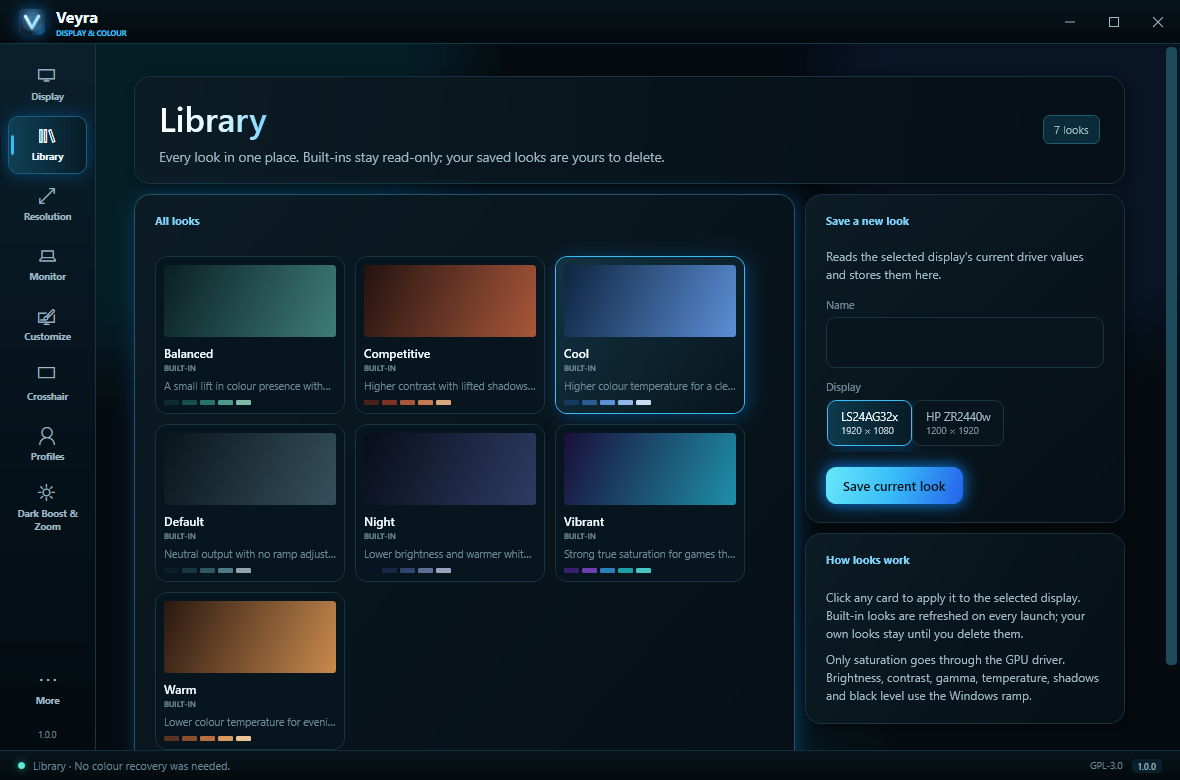 Veyra
DISPLAY & COLOUR
Display
Library
Resolution
Monitor
Customize
Crosshair
Profiles
Dark Boost &
Zoom
More
1.0.0
Library
Every look in one place. Built-ins stay read-only; your saved looks are yours to delete.
7 looks
All looks
Balanced
BUILT-IN
A small lift in colour presence with...
Competitive
BUILT-IN
Higher contrast with lifted shadows...
Cool
BUILT-IN
Higher colour temperature for a cle...
Default
BUILT-IN
Neutral output with no ramp adjust...
Night
BUILT-IN
Lower brightness and warmer whit...
Vibrant
BUILT-IN
Strong true saturation for games th...
Warm
BUILT-IN
Lower colour temperature for eveni...
Save a new look
Reads the selected display's current driver values
and stores them here.
Name
Display
LS24AG32x
1920 × 1080
HP ZR2440w
1200 × 1920
Save current look
How looks work
Click any card to apply it to the selected display.
Built-in looks are refreshed on every launch; your
own looks stay until you delete them.
Only saturation goes through the GPU driver.
Brightness, contrast, gamma, temperature, shadows
and black level use the Windows ramp.
Library · No colour recovery was needed.
GPL-3.0
1.0.0